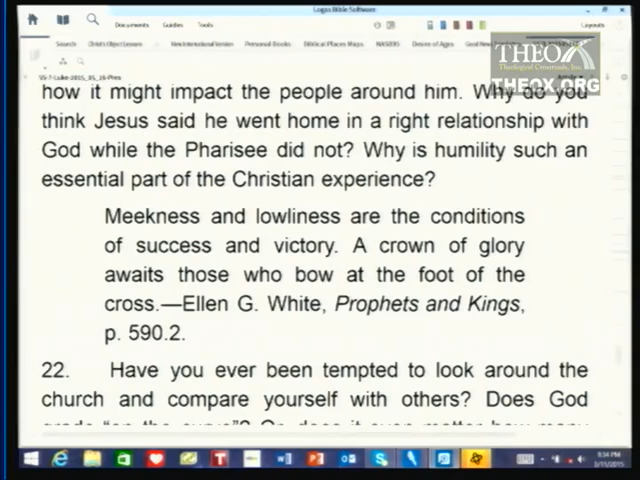 Logos Bible Software
Documents Guides Tools Layouts
Search Christ's Object Lessons New International Version Personal Books Biblical Places Maps NASB95 Desire of Ages
THEOX
THEOX.ORG
SS-7-Luke-2015_05_16-Pres
how it might impact the people around him. Why do you
think Jesus said he went home in a right relationship with
God while the Pharisee did not? Why is humility such an
essential part of the Christian experience?
Meekness and lowliness are the conditions
of success and victory. A crown of glory
awaits those who bow at the foot of the
cross.—Ellen G. White, Prophets and Kings,
p. 590.2.
22. Have you ever been tempted to look around the
church and compare yourself with others? Does God
9:34 PM